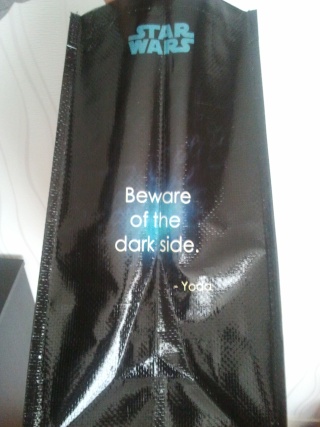 STAR
WARS
Beware
of the
dark side.
- Yoda